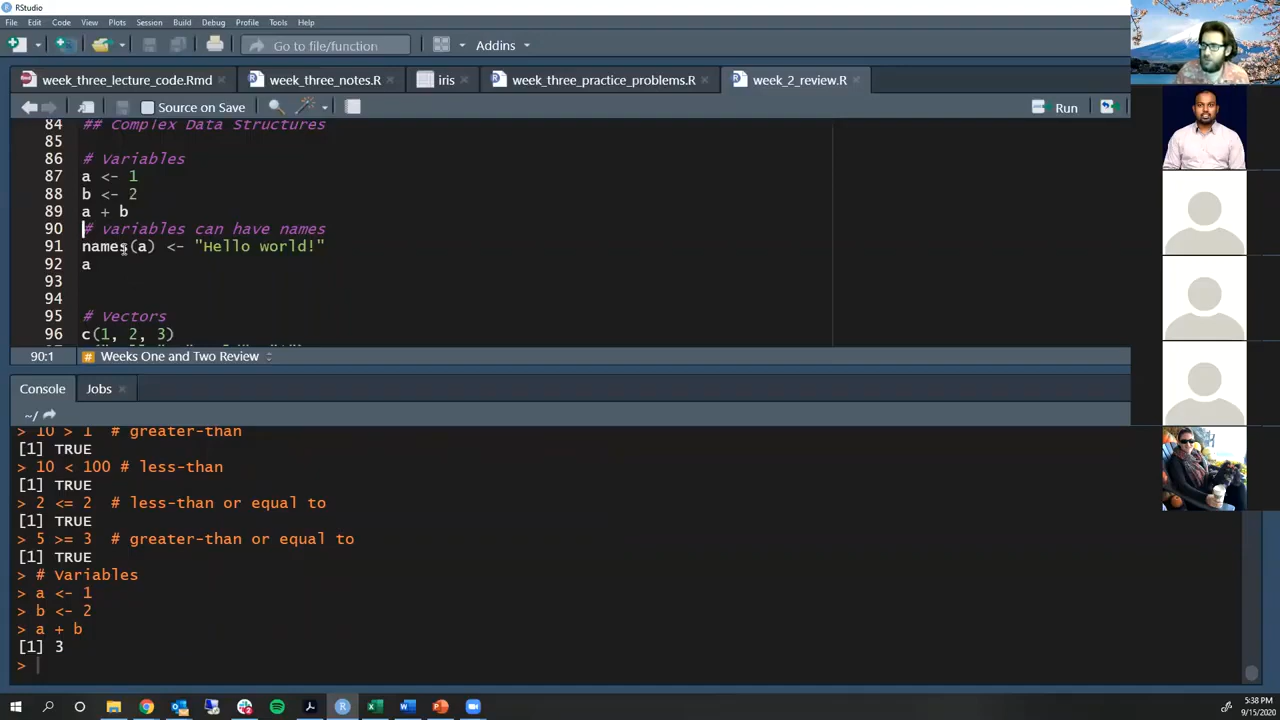 RStudio
File Edit Code View Plots Session Build Debug Profile Tools Help
Go to file/function
Addins
week_three_lecture_code.Rmd
week_three_notes.R
iris
week_three_practice_problems.R
week_2_review.R
Source on Save
Run
84 ## Complex Data Structures
85
86 # Variables
87 a <- 1
88 b <- 2
89 a + b
90 # variables can have names
91 names(a) <- "Hello world!"
92 a
93
94
95 # Vectors
96 c(1, 2, 3)
90:1 # Weeks One and Two Review
Console Jobs
~/
> 10 > 1 # greater-than
[1] TRUE
> 10 < 100 # less-than
[1] TRUE
> 2 <= 2 # less-than or equal to
[1] TRUE
> 5 >= 3 # greater-than or equal to
[1] TRUE
> # Variables
> a <- 1
> b <- 2
> a + b
[1] 3
>
5:38 PM
9/15/2020